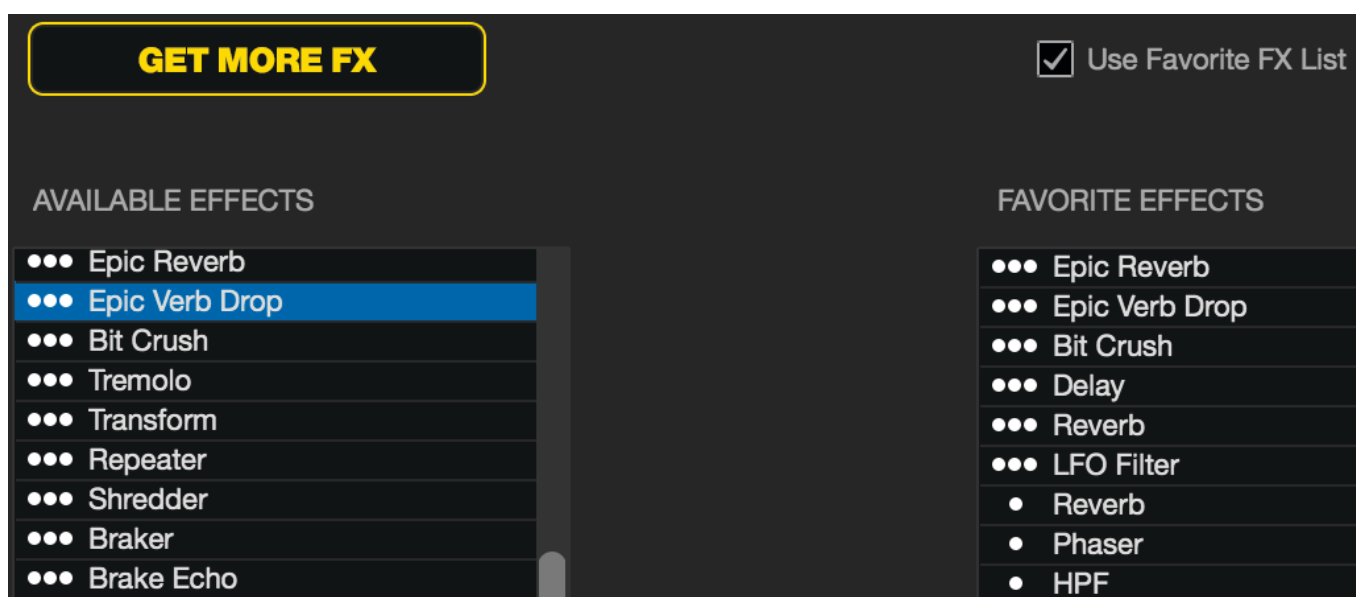 GET MORE FX
Use Favorite FX List
AVAILABLE EFFECTS
Epic Reverb
Epic Verb Drop
Bit Crush
Tremolo
Transform
Repeater
Shredder
Braker
Brake Echo
FAVORITE EFFECTS
Epic Reverb
Epic Verb Drop
Bit Crush
Delay
Reverb
LFO Filter
Reverb
Phaser
HPF